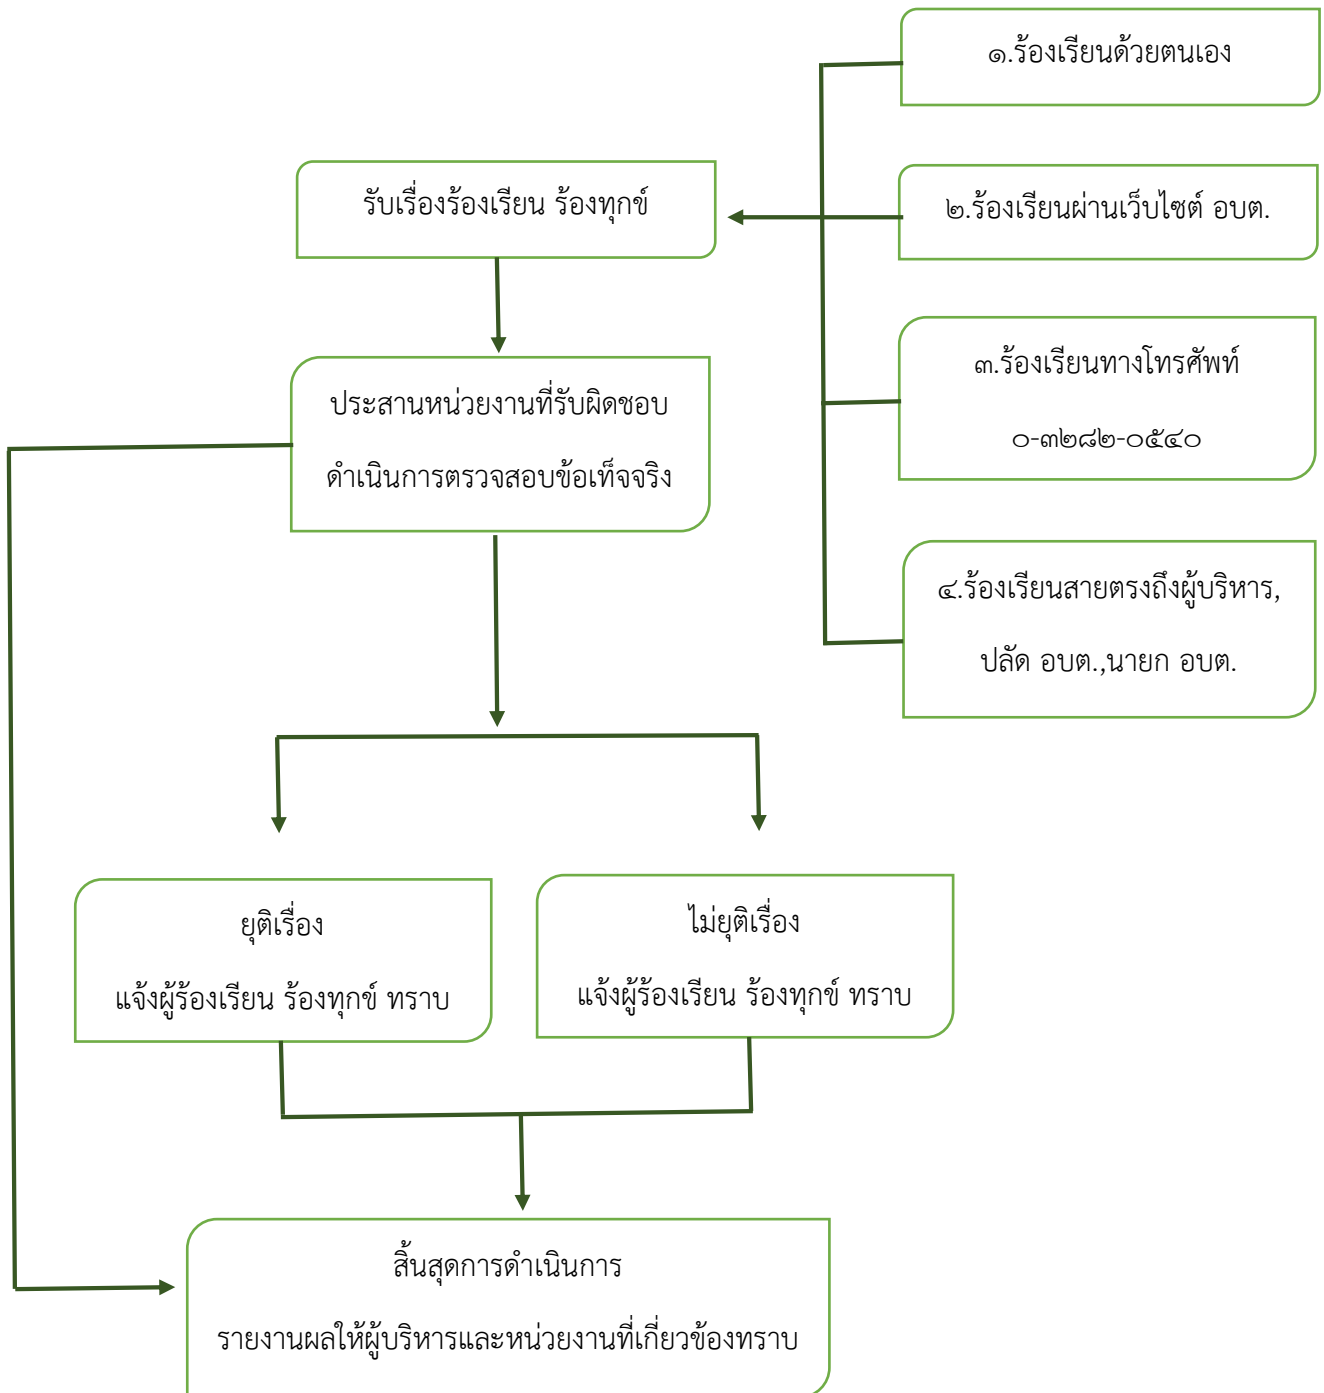 ๑.ร้องเรียนด้วยตนเอง
รับเรื่องร้องเรียน ร้องทุกข์
๒.ร้องเรียนผ่านเว็บไซต์ อบต.
๓.ร้องเรียนทางโทรศัพท์
๐-๓๒๘๒-๐๕๔๐
ประสานหน่วยงานที่รับผิดชอบ
ดำเนินการตรวจสอบข้อเท็จจริง
๔.ร้องเรียนสายตรงถึงผู้บริหาร,
ปลัด อบต.,นายก อบต.
ยุติเรื่อง
แจ้งผู้ร้องเรียน ร้องทุกข์ ทราบ
ไม่ยุติเรื่อง
แจ้งผู้ร้องเรียน ร้องทุกข์ ทราบ
สิ้นสุดการดำเนินการ
รายงานผลให้ผู้บริหารและหน่วยงานที่เกี่ยวข้องทราบ